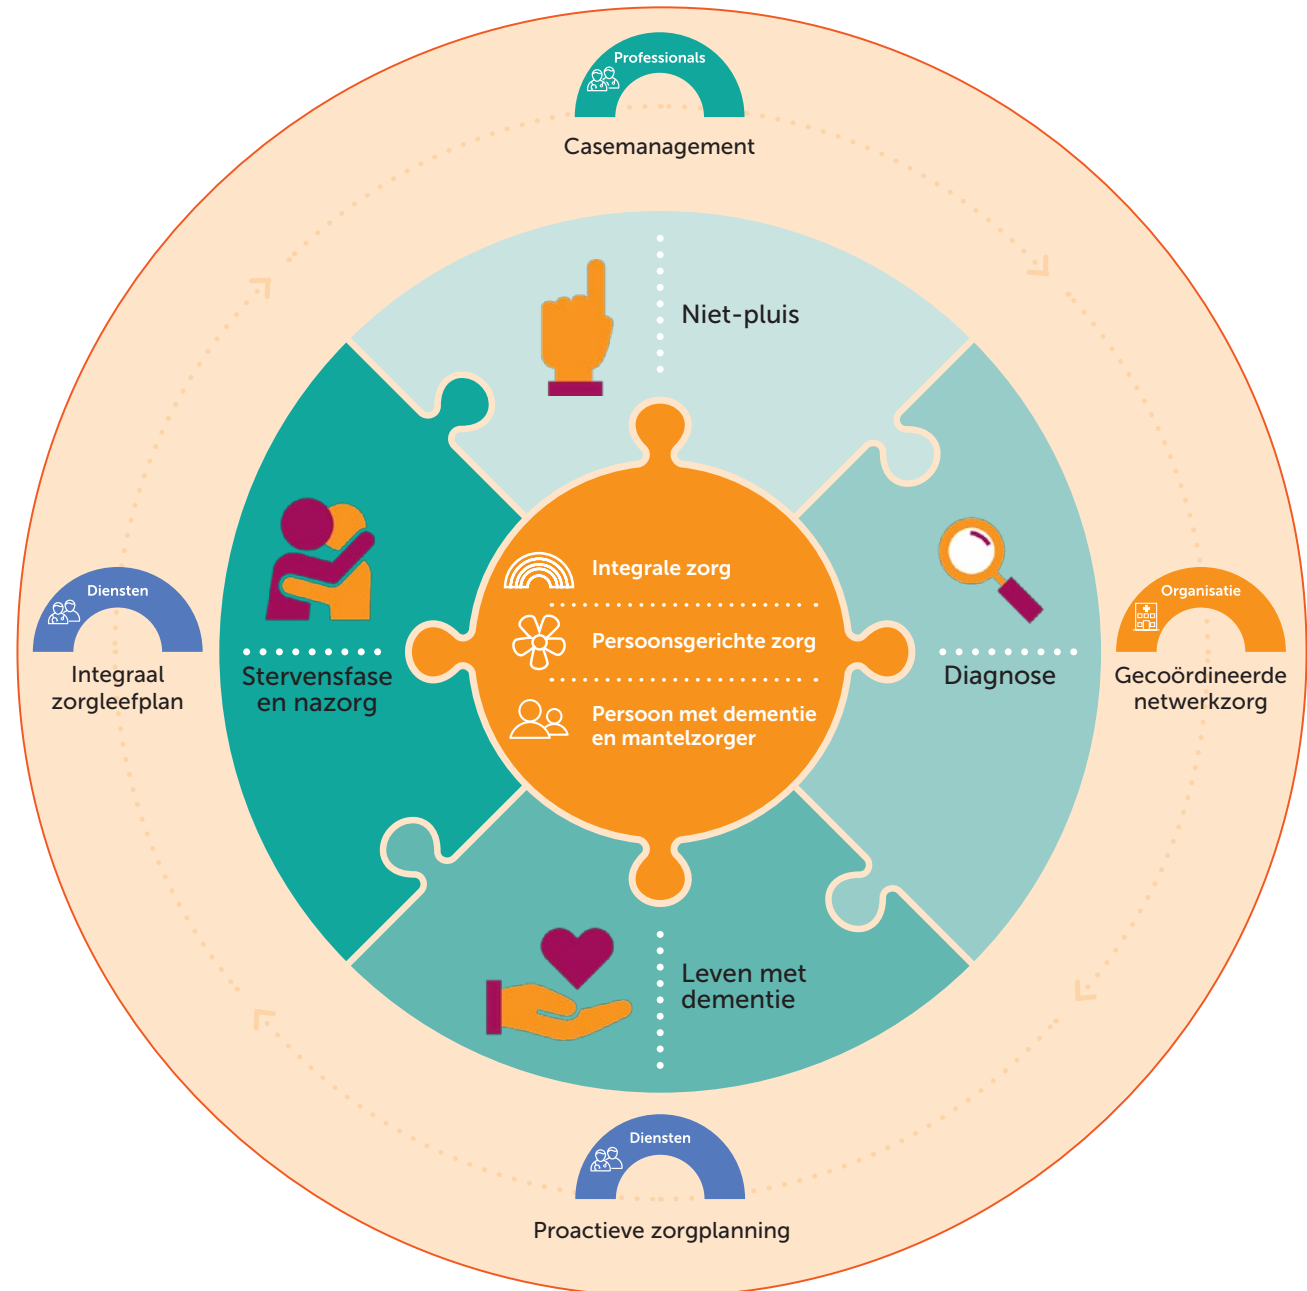 Professionals
Casemanagement
Niet-pluis
Integrale zorg
Persoonsgerichte zorg
Persoon met dementie
en mantelzorger
Diagnose
Organisatie
Gecoördineerde
netwerkzorg
Leven met
dementie
Diensten
Proactieve zorgplanning
Stervensfase
en nazorg
Diensten
Integraal
zorgleefplan